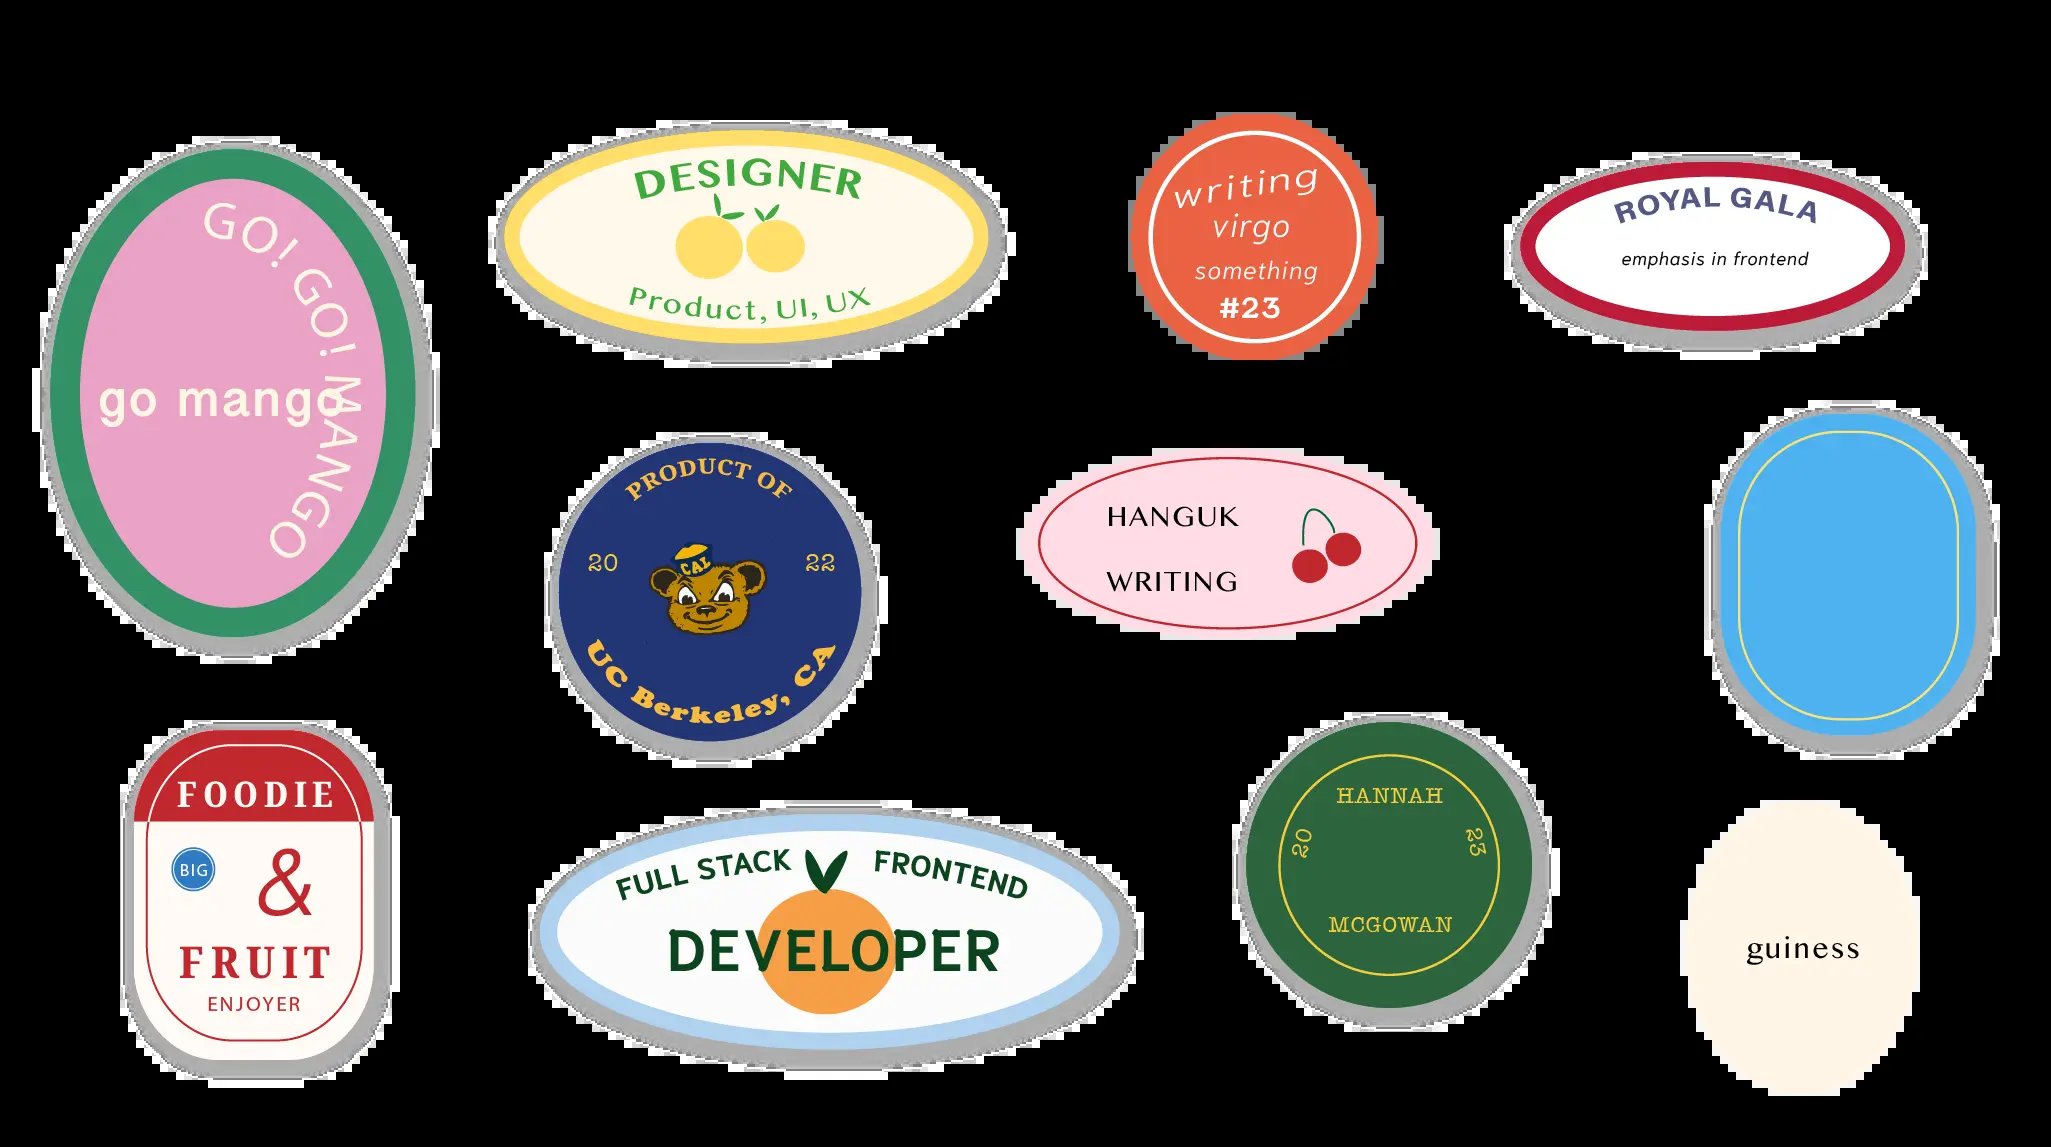 GO! GO! MANGO
go mango
DESIGNER
Product, UI, UX
writing
virgo
something
#23
ROYAL GALA
emphasis in frontend
PRODUCT OF
20
22
CAL
UC Berkeley, CA
HANGUK
WRITING
FOODIE
BIG
&
FRUIT
ENJOYER
FULL STACK FRONTEND
DEVELOPER
HANNAH
20
23
MCGOWAN
guiness